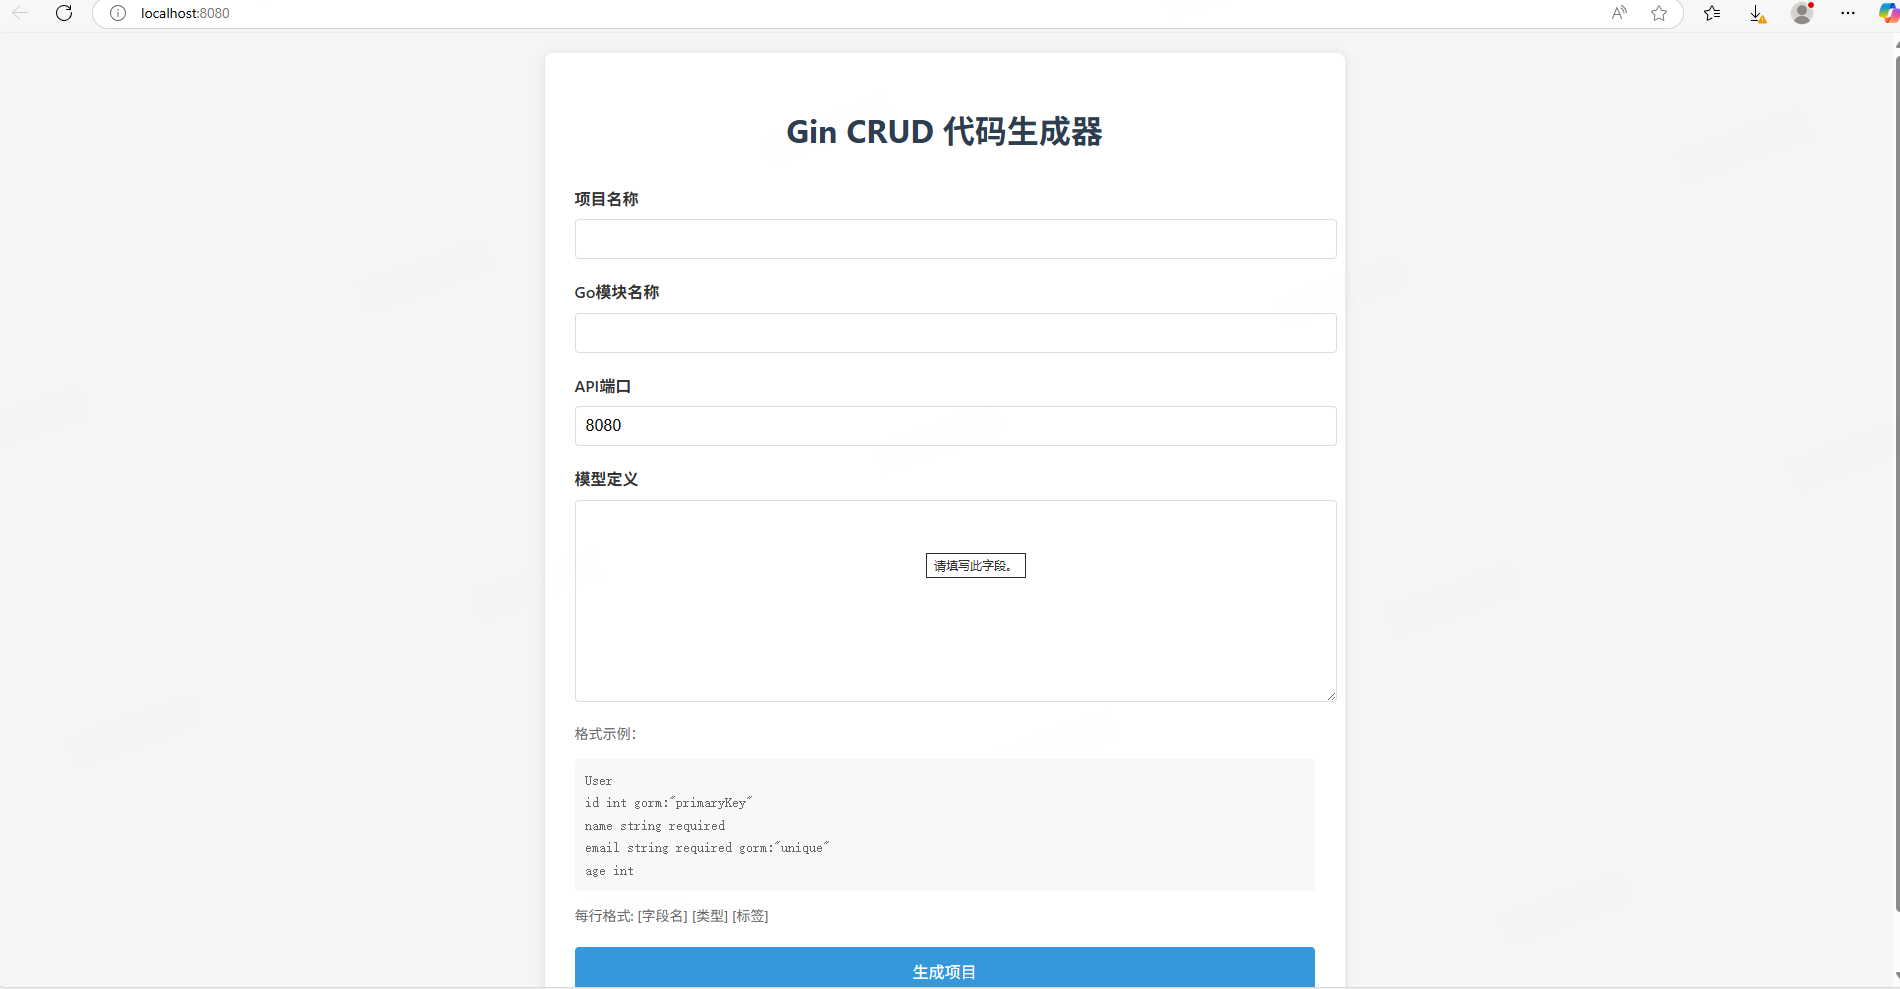 localhost:8080
Gin CRUD 代码生成器
项目名称
Go模块名称
API端口
8080
模型定义
请填写此字段。
格式示例：
User
id int gorm:"primaryKey"
name string required
email string required gorm:"unique"
age int
每行格式: [字段名] [类型] [标签]
生成项目